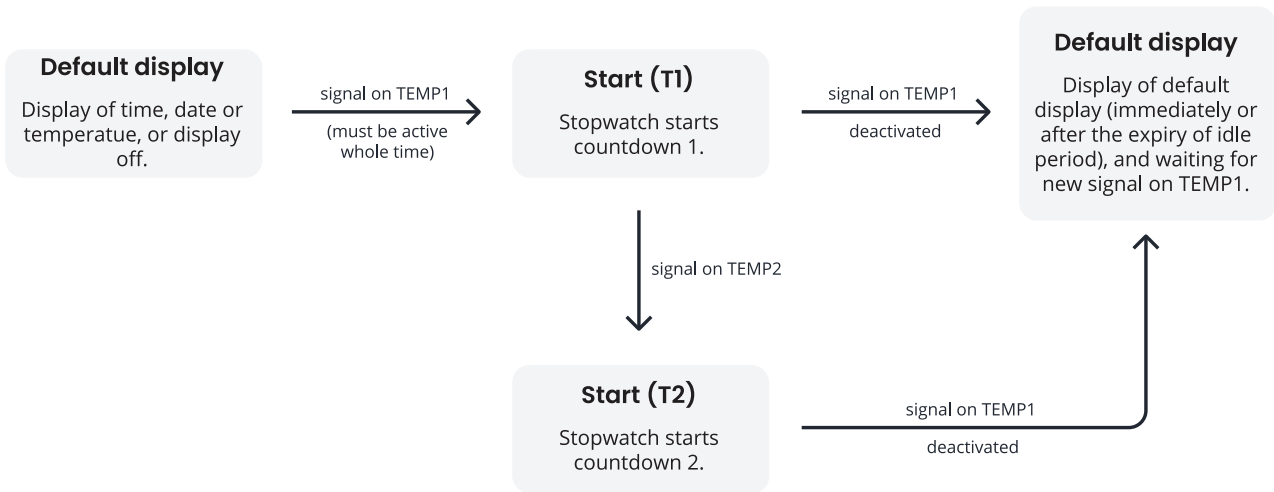 Default display
Display of time, date or
temperatue, or display
off.
signal on TEMP1
(must be active
whole time)
Start (T1)
Stopwatch starts
countdown 1.
signal on TEMP1
deactivated
Default display
Display of default
display (immediately or
after the expiry of idle
period), and waiting for
new signal on TEMP1.
signal on TEMP2
Start (T2)
Stopwatch starts
countdown 2.
signal on TEMP1
deactivated